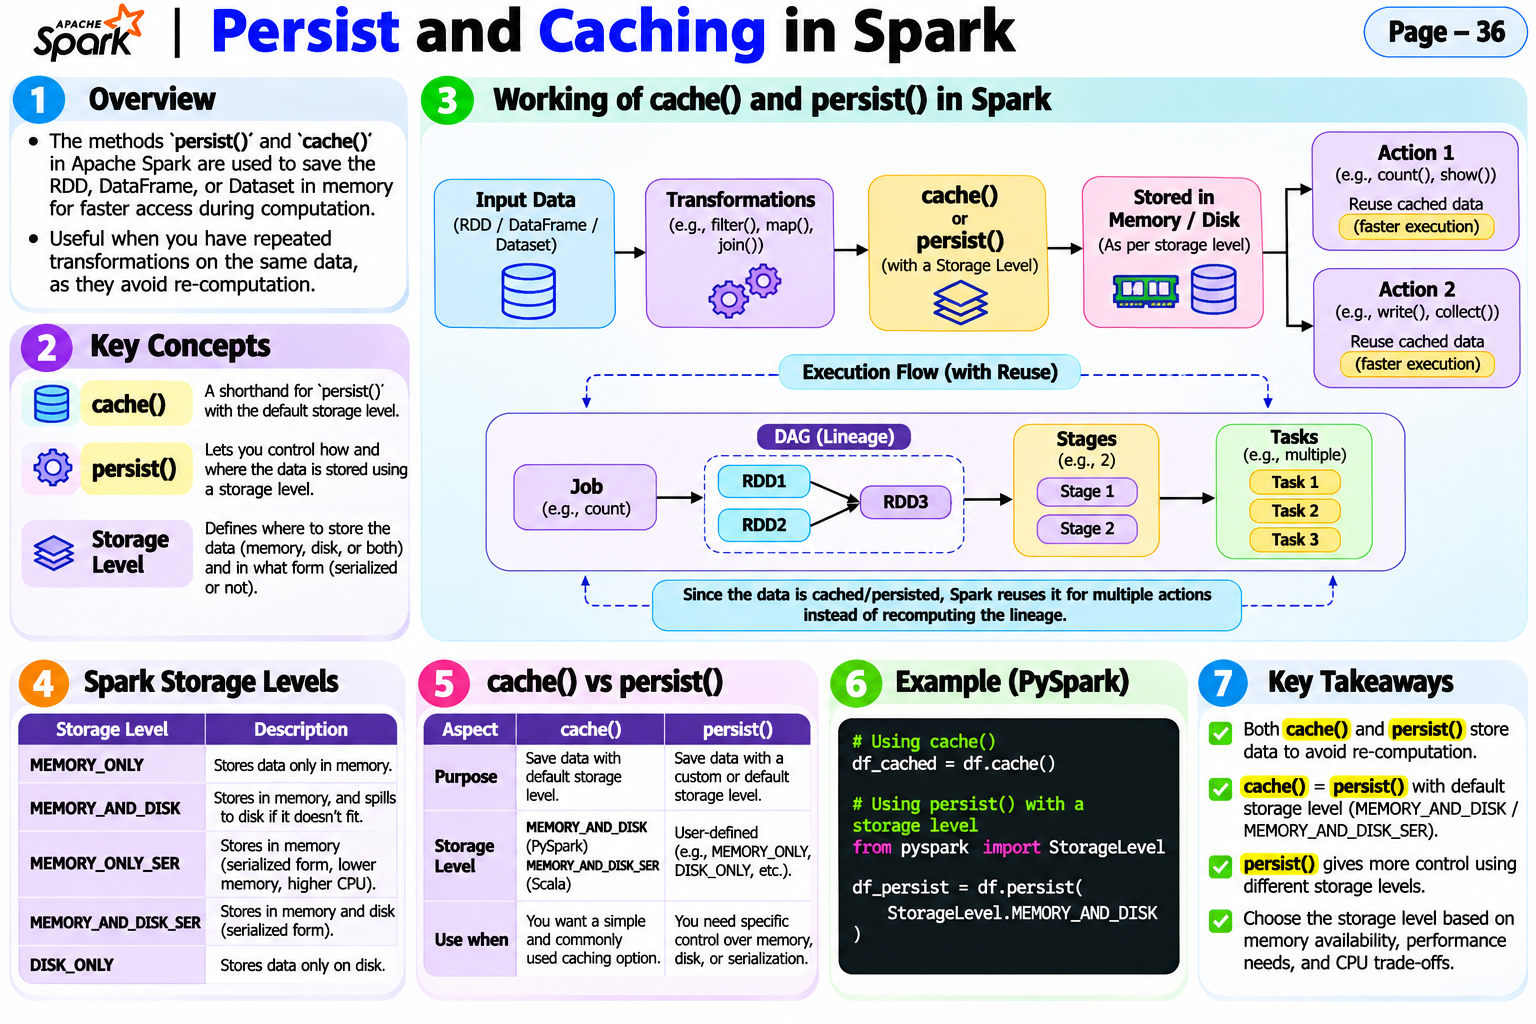 APACHE
Spark
Persist and Caching in Spark
Page – 36
1 Overview
• The methods `persist()´ and `cache()´
in Apache Spark are used to save the
RDD, DataFrame, or Dataset in memory
for faster access during computation.
• Useful when you have repeated
transformations on the same data,
as they avoid re-computation.
2 Key Concepts
cache()
A shorthand for `persist()´
with the default storage level.
persist()
Lets you control how and
where the data is stored using
a storage level.
Storage
Level
Defines where to store the
data (memory, disk, or both)
and in what form (serialized
or not).
3 Working of cache() and persist() in Spark
Input Data
(RDD / DataFrame /
Dataset)
Transformations
(e.g., filter(), map(),
join())
cache()
or
persist()
(with a Storage Level)
Stored in
Memory / Disk
(As per storage level)
Action 1
(e.g., count(), show())
Reuse cached data
(faster execution)
Action 2
(e.g., write(), collect())
Reuse cached data
(faster execution)
Execution Flow (with Reuse)
Job
(e.g., count)
DAG (Lineage)
RDD1
RDD2
RDD3
Stages
(e.g., 2)
Stage 1
Stage 2
Tasks
(e.g., multiple)
Task 1
Task 2
Task 3
Since the data is cached/persisted, Spark reuses it for multiple actions
instead of recomputing the lineage.
4 Spark Storage Levels
Storage Level Description
MEMORY_ONLY Stores data only in memory.
MEMORY_AND_DISK Stores in memory, and spills
to disk if it doesn't fit.
MEMORY_ONLY_SER Stores in memory
(serialized form, lower
memory, higher CPU).
MEMORY_AND_DISK_SER Stores in memory and disk
(serialized form).
DISK_ONLY Stores data only on disk.
5 cache() vs persist()
Aspect cache() persist()
Purpose
Save data with
default storage
level.
Save data with a
custom or default
storage level.
Storage
Level
MEMORY_AND_DISK
(PySpark)
MEMORY_AND_DISK_SER
(Scala)
User-defined
(e.g., MEMORY_ONLY,
DISK_ONLY, etc.).
Use when
You want a simple
and commonly
used caching option.
You need specific
control over memory,
disk, or serialization.
6 Example (PySpark)
# Using cache()
df_cached = df.cache()
# Using persist() with a
storage level
from pyspark import StorageLevel
df_persist = df.persist(
StorageLevel.MEMORY_AND_DISK
)
7 Key Takeaways
Both cache() and persist() store
data to avoid re-computation.
cache() = persist() with default
storage level (MEMORY_AND_DISK /
MEMORY_AND_DISK_SER).
persist() gives more control using
different storage levels.
Choose the storage level based on
memory availability, performance
needs, and CPU trade-offs.